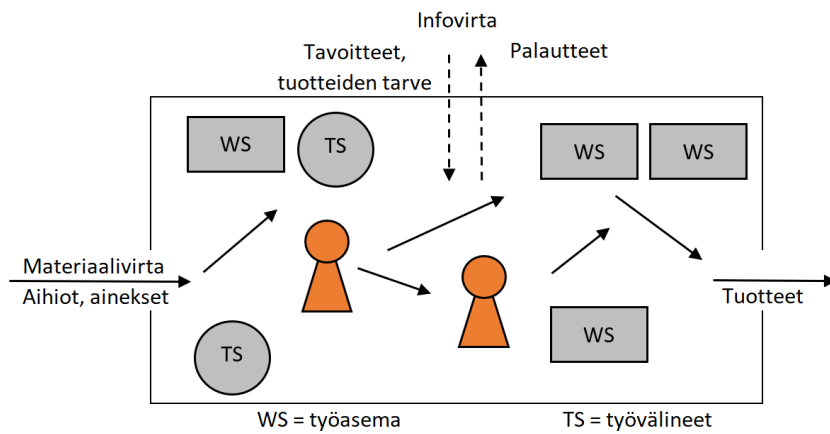 Infovirta
Tavoitteet,
tuotteiden tarve
Palautteet
WS
TS
WS
WS
Materiaalivirta
Aihiot, ainekset
Tuotteet
TS
WS
WS = työasema
TS = työvälineet